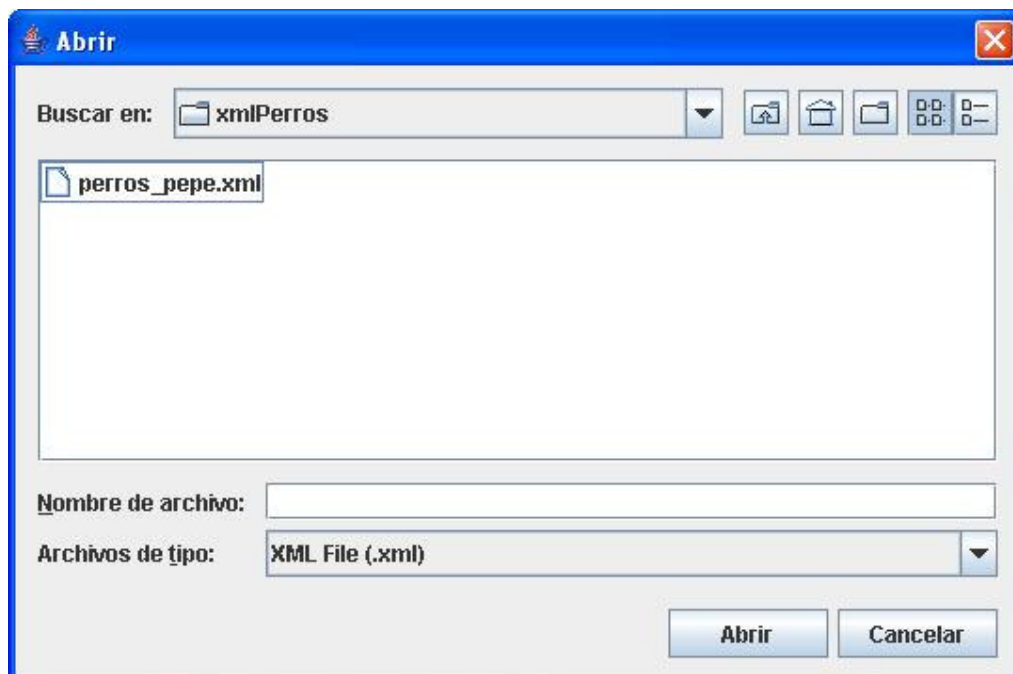 Abrir
Buscar en: xmlPerros
perros_pepe.xml
Nombre de archivo:
Archivos de tipo: XML File (.xml)
Abrir Cancelar